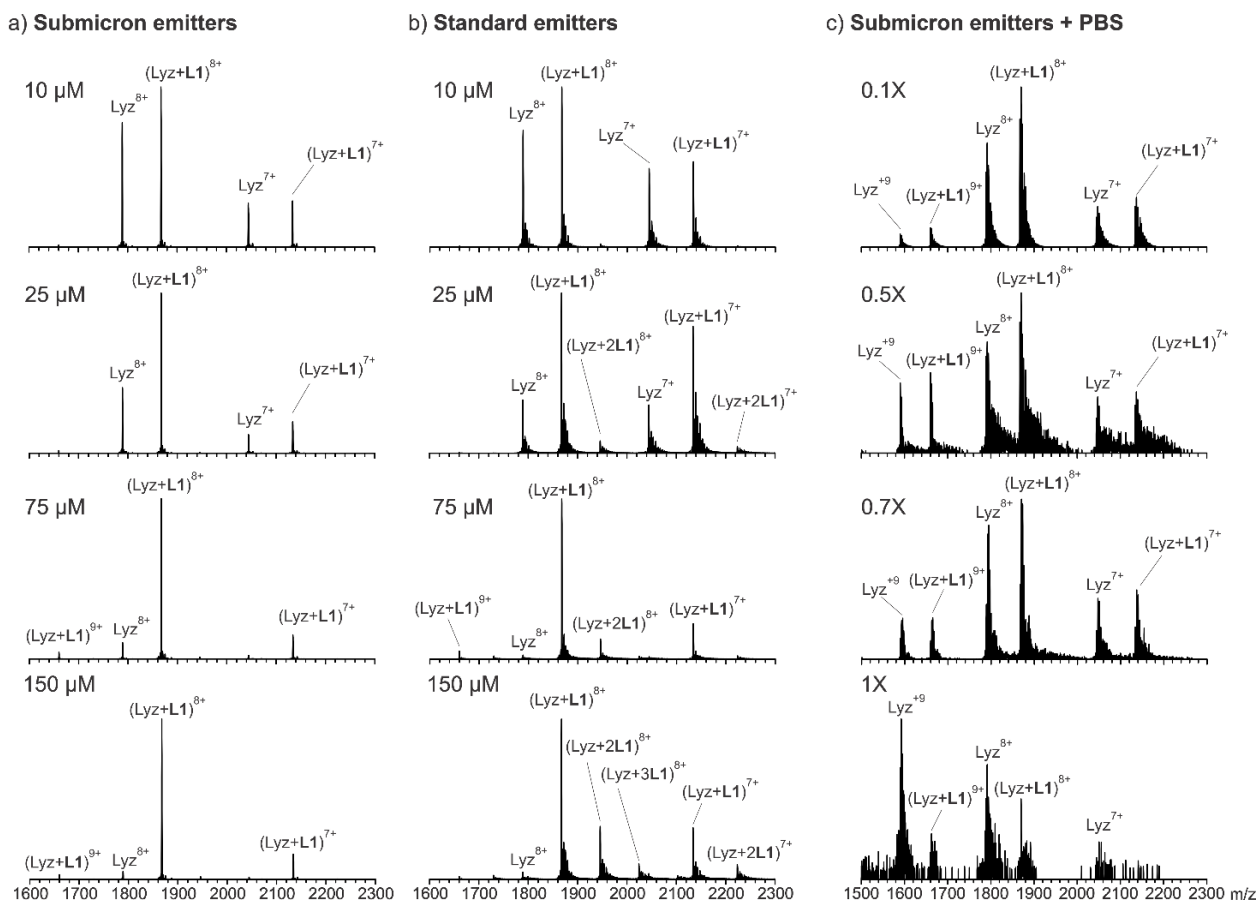 a) Submicron emitters
10 µM
Lyz8+
(Lyz+L1)8+
Lyz7+
(Lyz+L1)7+
25 µM
(Lyz+L1)8+
Lyz8+
Lyz7+
(Lyz+L1)7+
75 µM
(Lyz+L1)8+
(Lyz+L1)9+
Lyz8+
(Lyz+L1)7+
150 µM
(Lyz+L1)8+
(Lyz+L1)9+
Lyz8+
(Lyz+L1)7+
1600 1700 1800 1900 2000 2100 2200 2300
b) Standard emitters
10 µM
(Lyz+L1)8+
Lyz8+
Lyz7+
(Lyz+L1)7+
25 µM
(Lyz+L1)8+
(Lyz+L1)7+
(Lyz+2L1)8+
Lyz8+
Lyz7+
(Lyz+2L1)7+
75 µM
(Lyz+L1)8+
(Lyz+L1)9+
Lyz8+
(Lyz+2L1)8+
(Lyz+L1)7+
150 µM
(Lyz+L1)8+
(Lyz+2L1)8+
(Lyz+3L1)8+
(Lyz+L1)7+
Lyz8+
(Lyz+2L1)7+
1600 1700 1800 1900 2000 2100 2200 2300
c) Submicron emitters + PBS
0.1X
(Lyz+L1)8+
Lyz8+
(Lyz+L1)7+
Lyz+9
(Lyz+L1)9+
Lyz7+
0.5X
(Lyz+L1)8+
Lyz8+
Lyz+9
(Lyz+L1)9+
Lyz7+
(Lyz+L1)7+
0.7X
(Lyz+L1)8+
Lyz8+
Lyz+9
(Lyz+L1)9+
Lyz7+
(Lyz+L1)7+
1X
Lyz+9
Lyz8+
(Lyz+L1)9+
(Lyz+L1)8+
Lyz7+
1500 1600 1700 1800 1900 2000 2100 2200 m/z